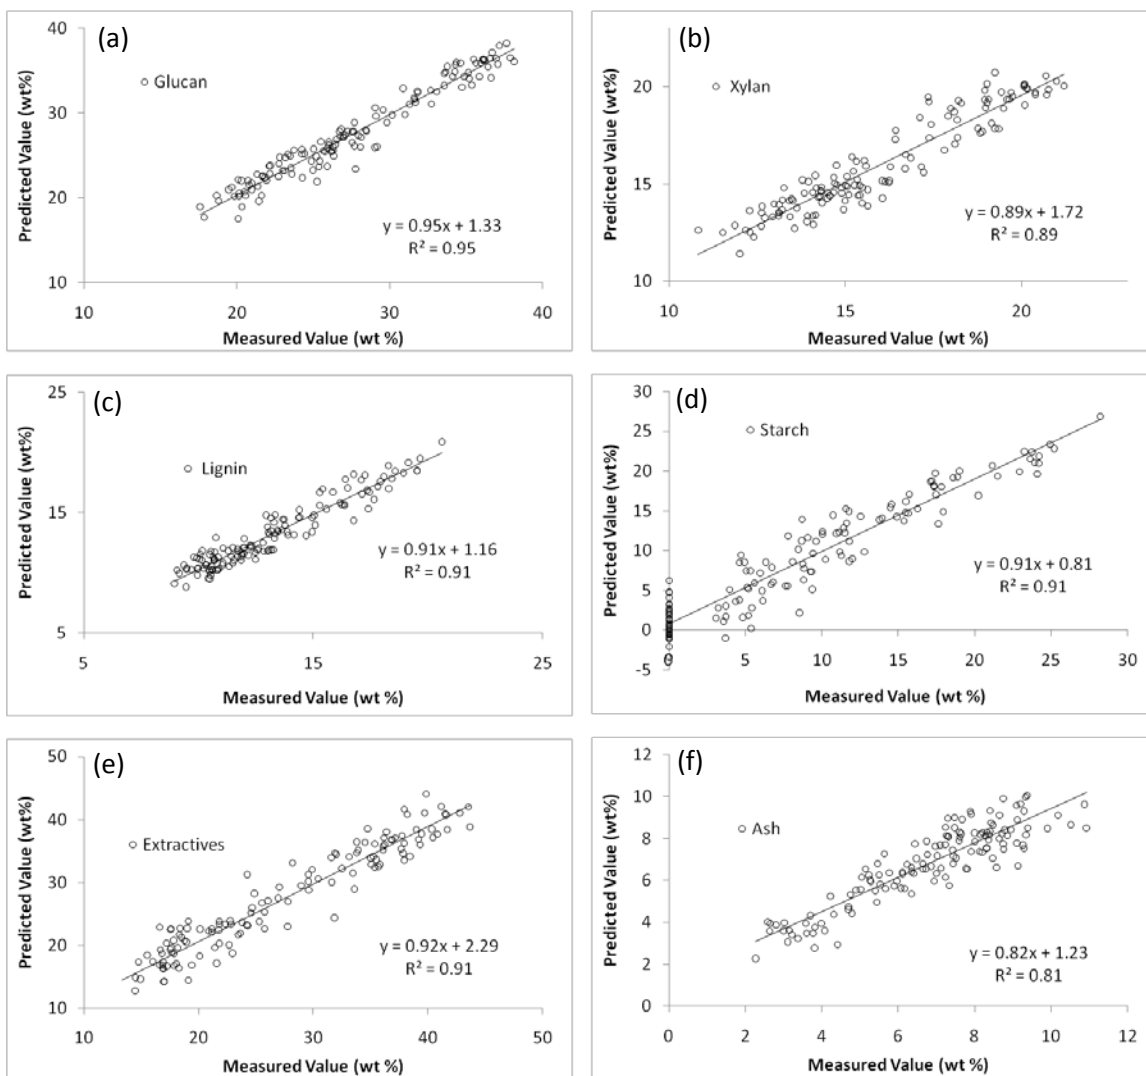 (a)
Glucan
y = 0.95x + 1.33
R² = 0.95
Predicted Value (wt%)
40
30
20
10
10 20 30 40
Measured Value (wt %)
(b)
Xylan
y = 0.89x + 1.72
R² = 0.89
Predicted Value (wt%)
20
15
10
10 15 20
Measured Value (wt %)
(c)
Lignin
y = 0.91x + 1.16
R² = 0.91
Predicted Value (wt%)
25
15
5
5 15 25
Measured Value (wt %)
(d)
Starch
y = 0.91x + 0.81
R² = 0.91
Predicted Value (wt%)
30
25
20
15
10
5
0
-5
0 5 10 15 20 25 30
Measured Value (wt %)
(e)
Extractives
y = 0.92x + 2.29
R² = 0.91
Predicted Value (wt%)
50
40
30
20
10
10 20 30 40 50
Measured Value (wt %)
(f)
Ash
y = 0.82x + 1.23
R² = 0.81
Predicted Value (wt%)
12
10
8
6
4
2
0
0 2 4 6 8 10 12
Measured Value (wt %)